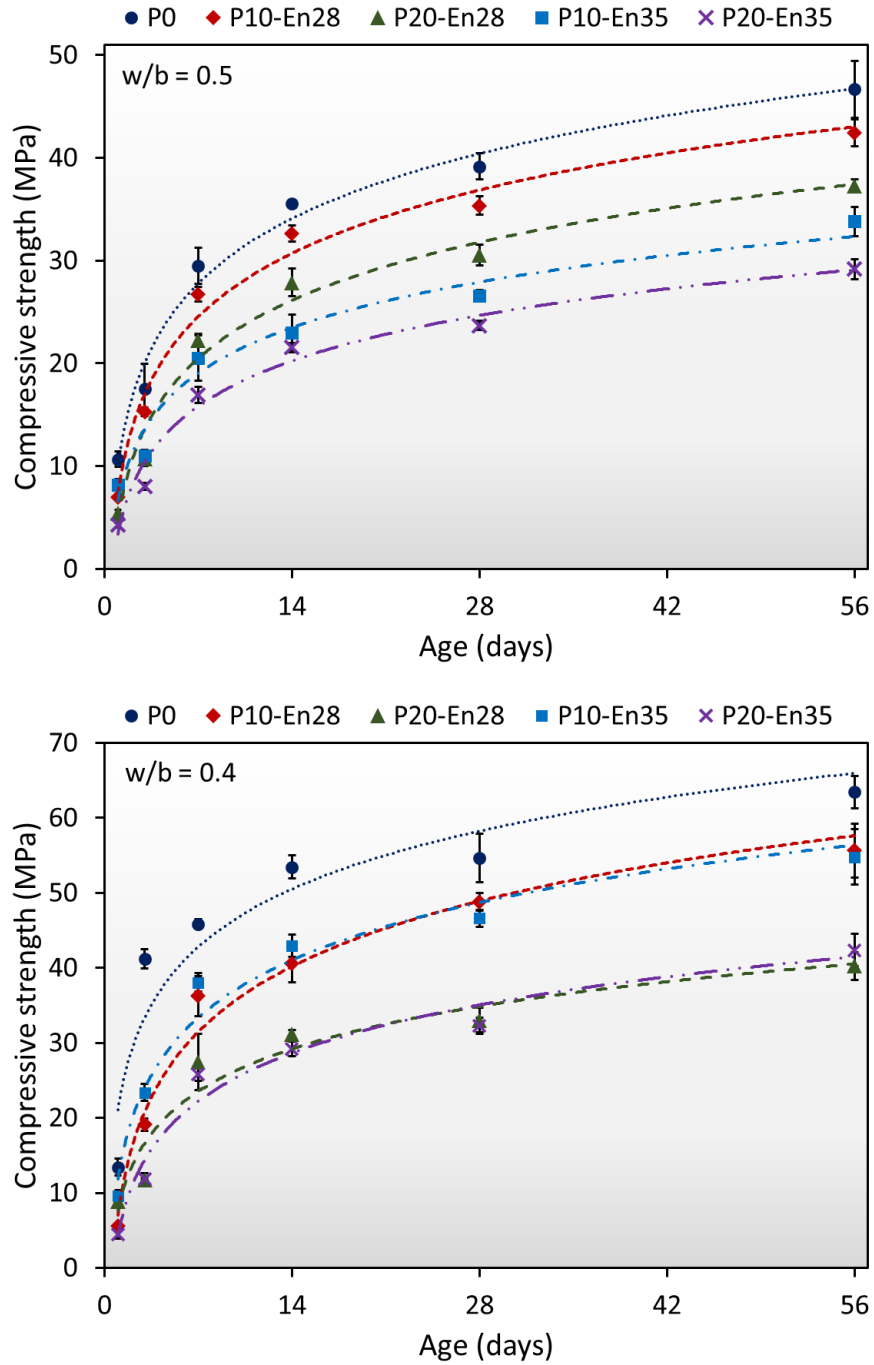 P0 P10-En28 P20-En28 P10-En35 P20-En35
50
w/b = 0.5
40
30
20
10
0
Compressive strength (MPa)
0 14 28 42 56
Age (days)
P0 P10-En28 P20-En28 P10-En35 P20-En35
70
w/b = 0.4
60
50
40
30
20
10
0
Compressive strength (MPa)
0 14 28 42 56
Age (days)